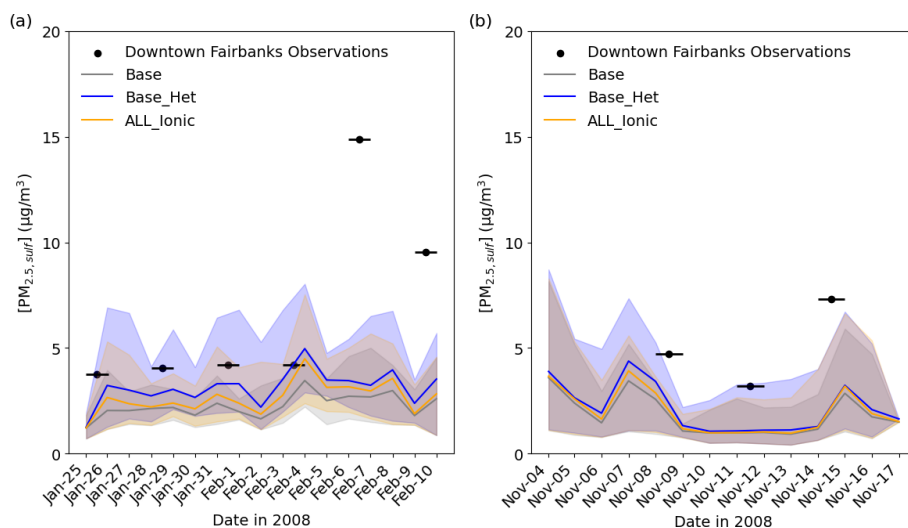 (a)
[PM2.5,sulf] (μg/m³)
20
15
10
5
0
Downtown Fairbanks Observations
Base
Base_Het
ALL_Ionic
Jan-25
Jan-26
Jan-27
Jan-28
Jan-29
Jan-30
Jan-31
Feb-1
Feb-2
Feb-3
Feb-4
Feb-5
Feb-6
Feb-7
Feb-8
Feb-9
Feb-10
Date in 2008
(b)
[PM2.5,sulf] (μg/m³)
20
15
10
5
0
Downtown Fairbanks Observations
Base
Base_Het
ALL_Ionic
Nov-04
Nov-05
Nov-06
Nov-07
Nov-08
Nov-09
Nov-10
Nov-11
Nov-12
Nov-13
Nov-14
Nov-15
Nov-16
Nov-17
Date in 2008